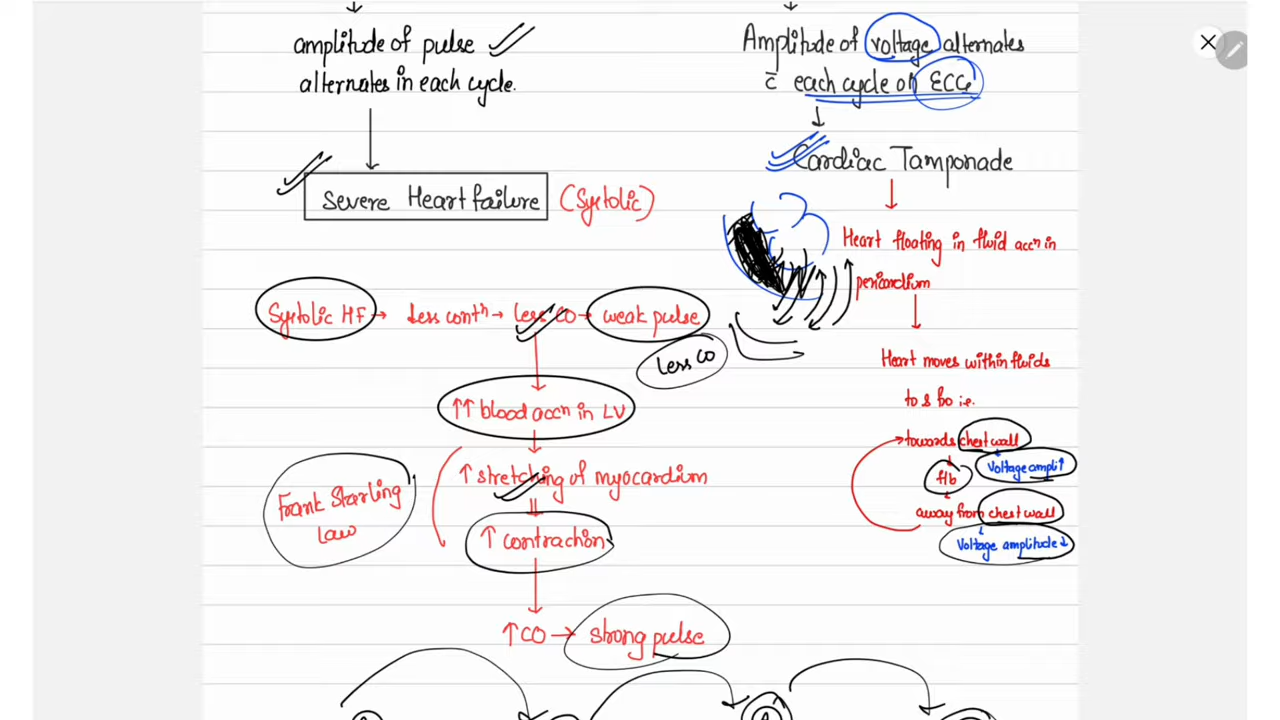 amplitude of pulse
alternates in each cycle.
Severe Heart failure (Systolic)
Systolic HF → Less contⁿ → less CO → weak pulse
Less CO
↑↑ blood accⁿ in LV
↑ stretching of myocardium
Frank Starling
Law
↑ contraction
↑CO → strong pulse
Amplitude of voltage alternates
c̄ each cycle of ECG
Cardiac Tamponade
Heart floating in fluid accⁿ in
pericardium
Heart moves within fluids
to & fro i.e.
towards chest wall
Voltage ampli↑
f/b
away from chest wall
Voltage amplitude↓